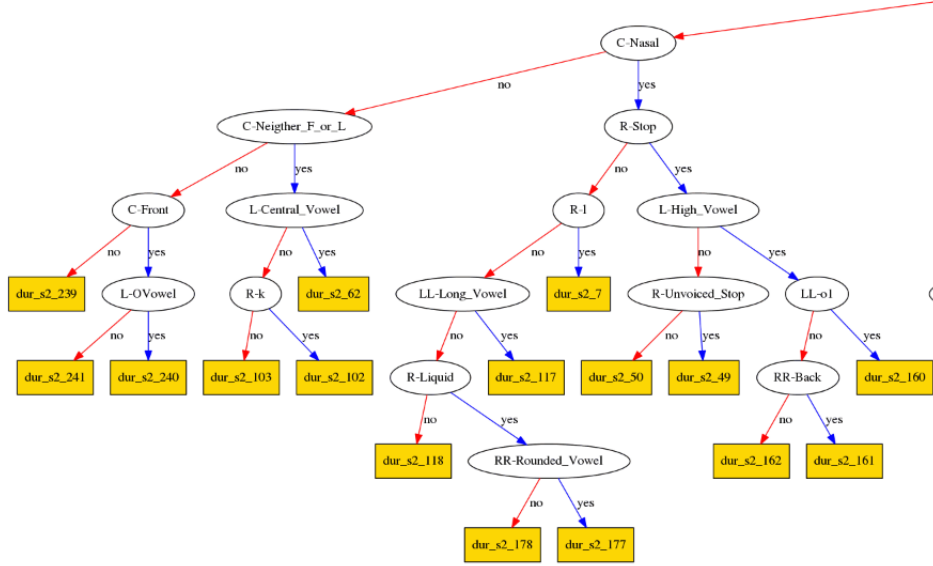 C-Nasal
no
yes
C-Neigther_F_or_L
R-Stop
no
yes
no
yes
C-Front
L-Central_Vowel
R-l
L-High_Vowel
no
yes
no
yes
no
yes
no
yes
dur_s2_239
L-OVowel
R-k
dur_s2_62
LL-Long_Vowel
dur_s2_7
R-Unvoiced_Stop
LL-o1
no
yes
no
yes
no
yes
no
yes
no
yes
dur_s2_241
dur_s2_240
dur_s2_103
dur_s2_102
R-Liquid
dur_s2_117
dur_s2_50
dur_s2_49
RR-Back
dur_s2_160
no
yes
no
yes
dur_s2_118
RR-Rounded_Vowel
dur_s2_162
dur_s2_161
no
yes
dur_s2_178
dur_s2_177